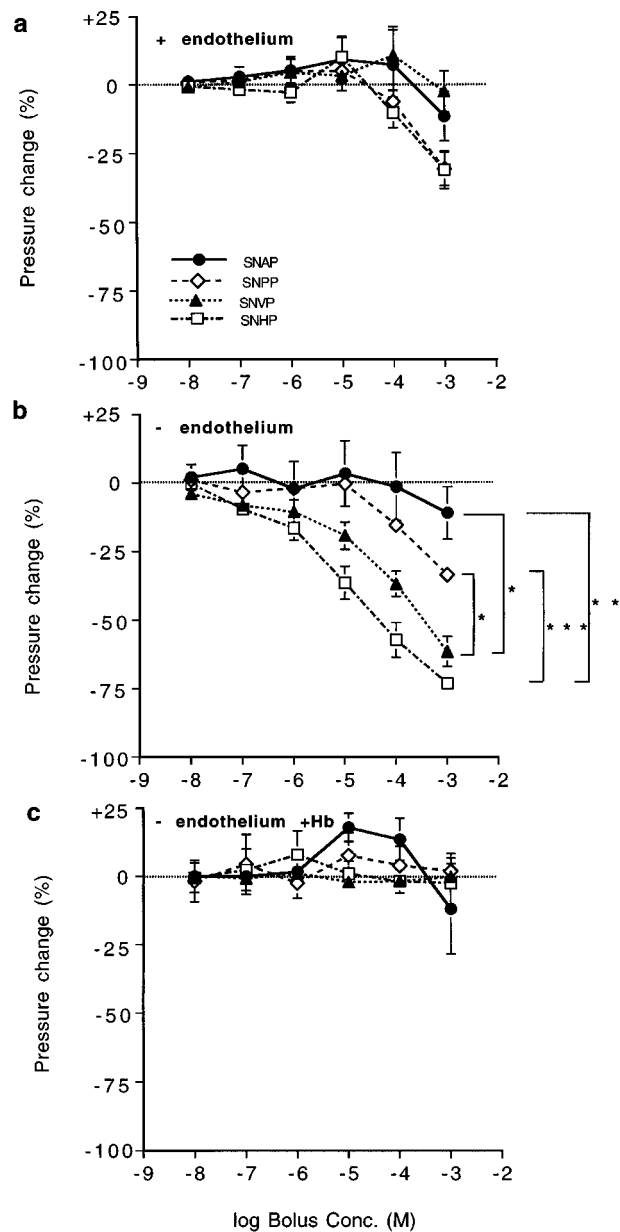 a
+ endothelium
+25
0
-25
-50
-75
-100
Pressure change (%)
SNAP
SNPP
SNVP
SNHP
-9 -8 -7 -6 -5 -4 -3 -2
b
- endothelium
+25
0
-25
-50
-75
-100
Pressure change (%)
*
*
* * *
* *
-9 -8 -7 -6 -5 -4 -3 -2
c
- endothelium +Hb
+25
0
-25
-50
-75
-100
Pressure change (%)
-9 -8 -7 -6 -5 -4 -3 -2
log Bolus Conc. (M)